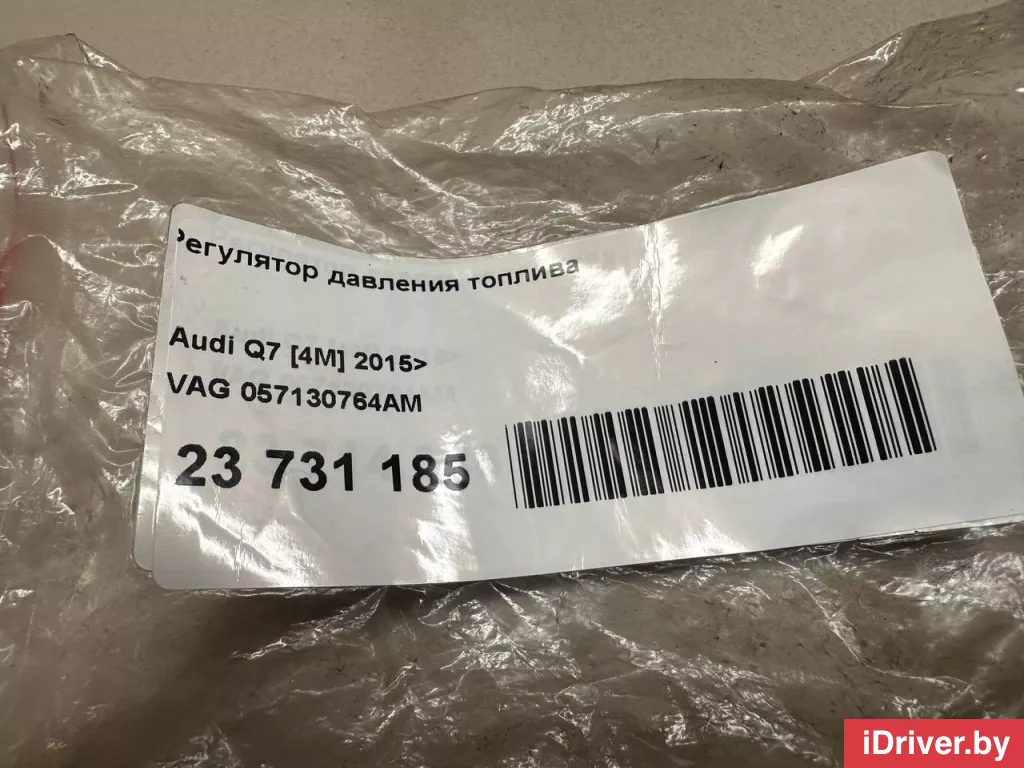 Регулятор давления топлива
Audi Q7 [4M] 2015>
VAG 057130764AM
23 731 185
iDriver.by